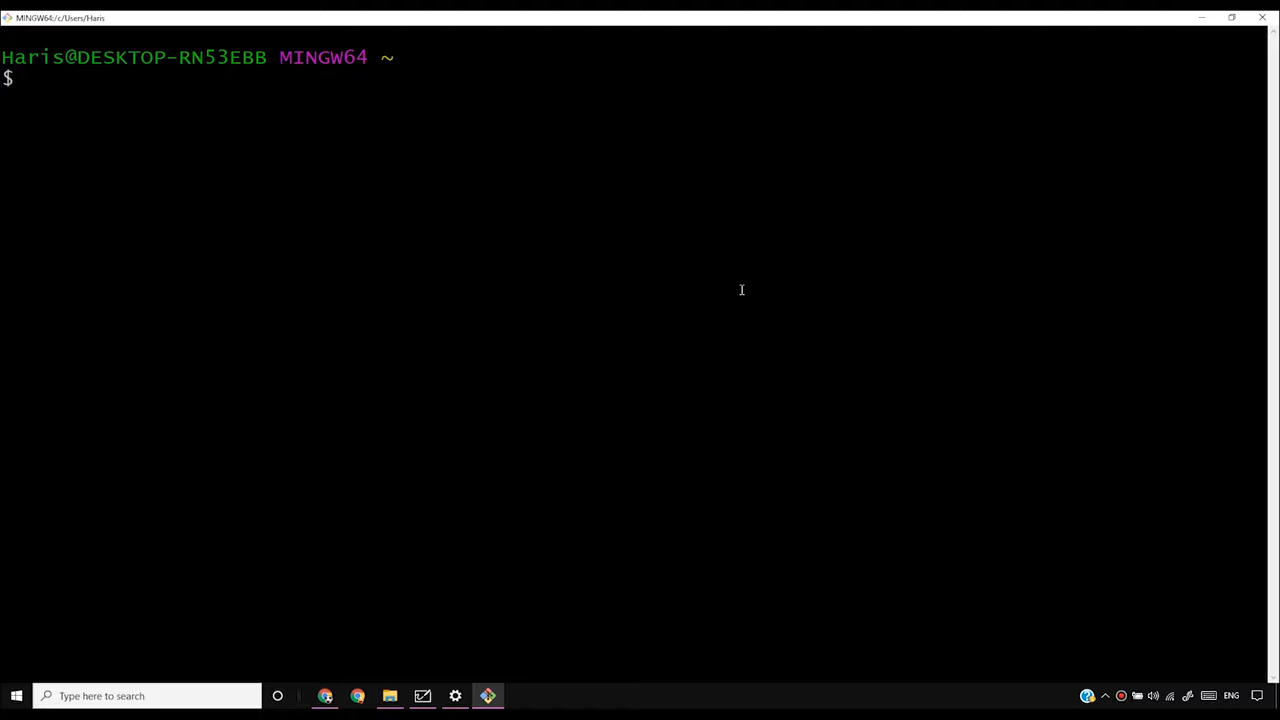 MINGW64:/c/Users/Haris
Haris@DESKTOP-RN53EBB MINGW64 ~
$
Type here to search
ENG